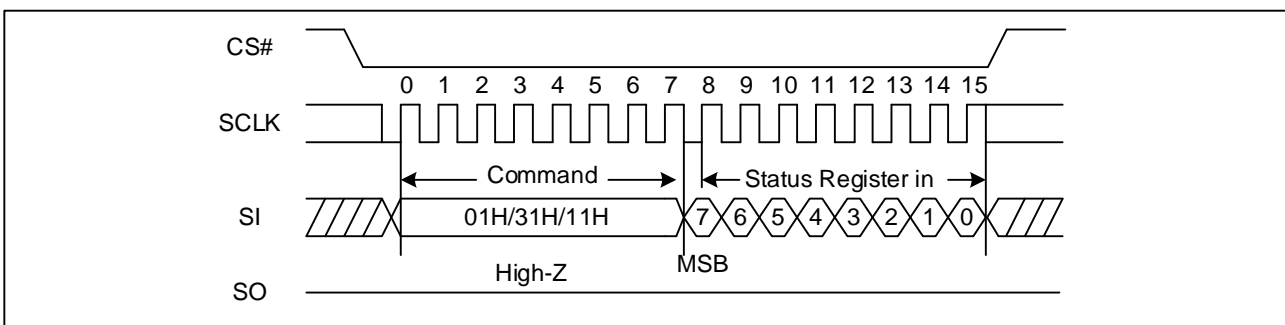 CS#
0 1 2 3 4 5 6 7 8 9 10 11 12 13 14 15
SCLK
Command Status Register in
SI 01H/31H/11H 7 6 5 4 3 2 1 0
High-Z MSB
SO